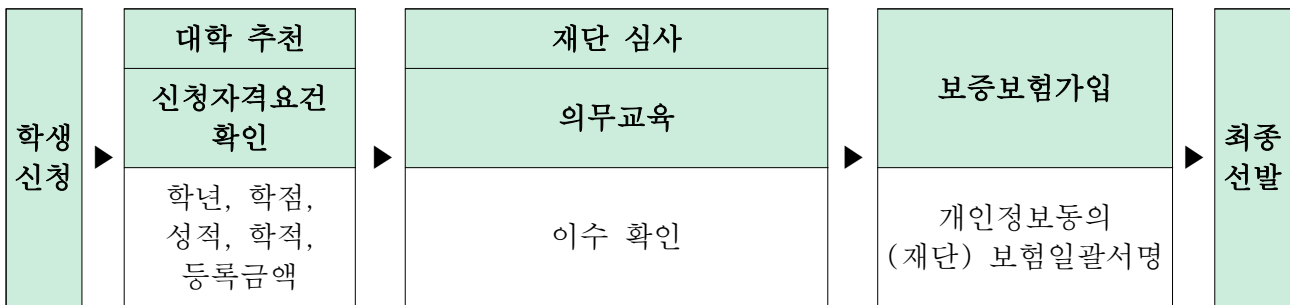 학생
신청
▶
대학 추천
신청자격요건
확인
학년, 학점,
성적, 학적,
등록금액
▶
재단 심사
의무교육
이수 확인
▶
보증보험가입
개인정보동의
(재단) 보험일괄서명
▶
최종
선발